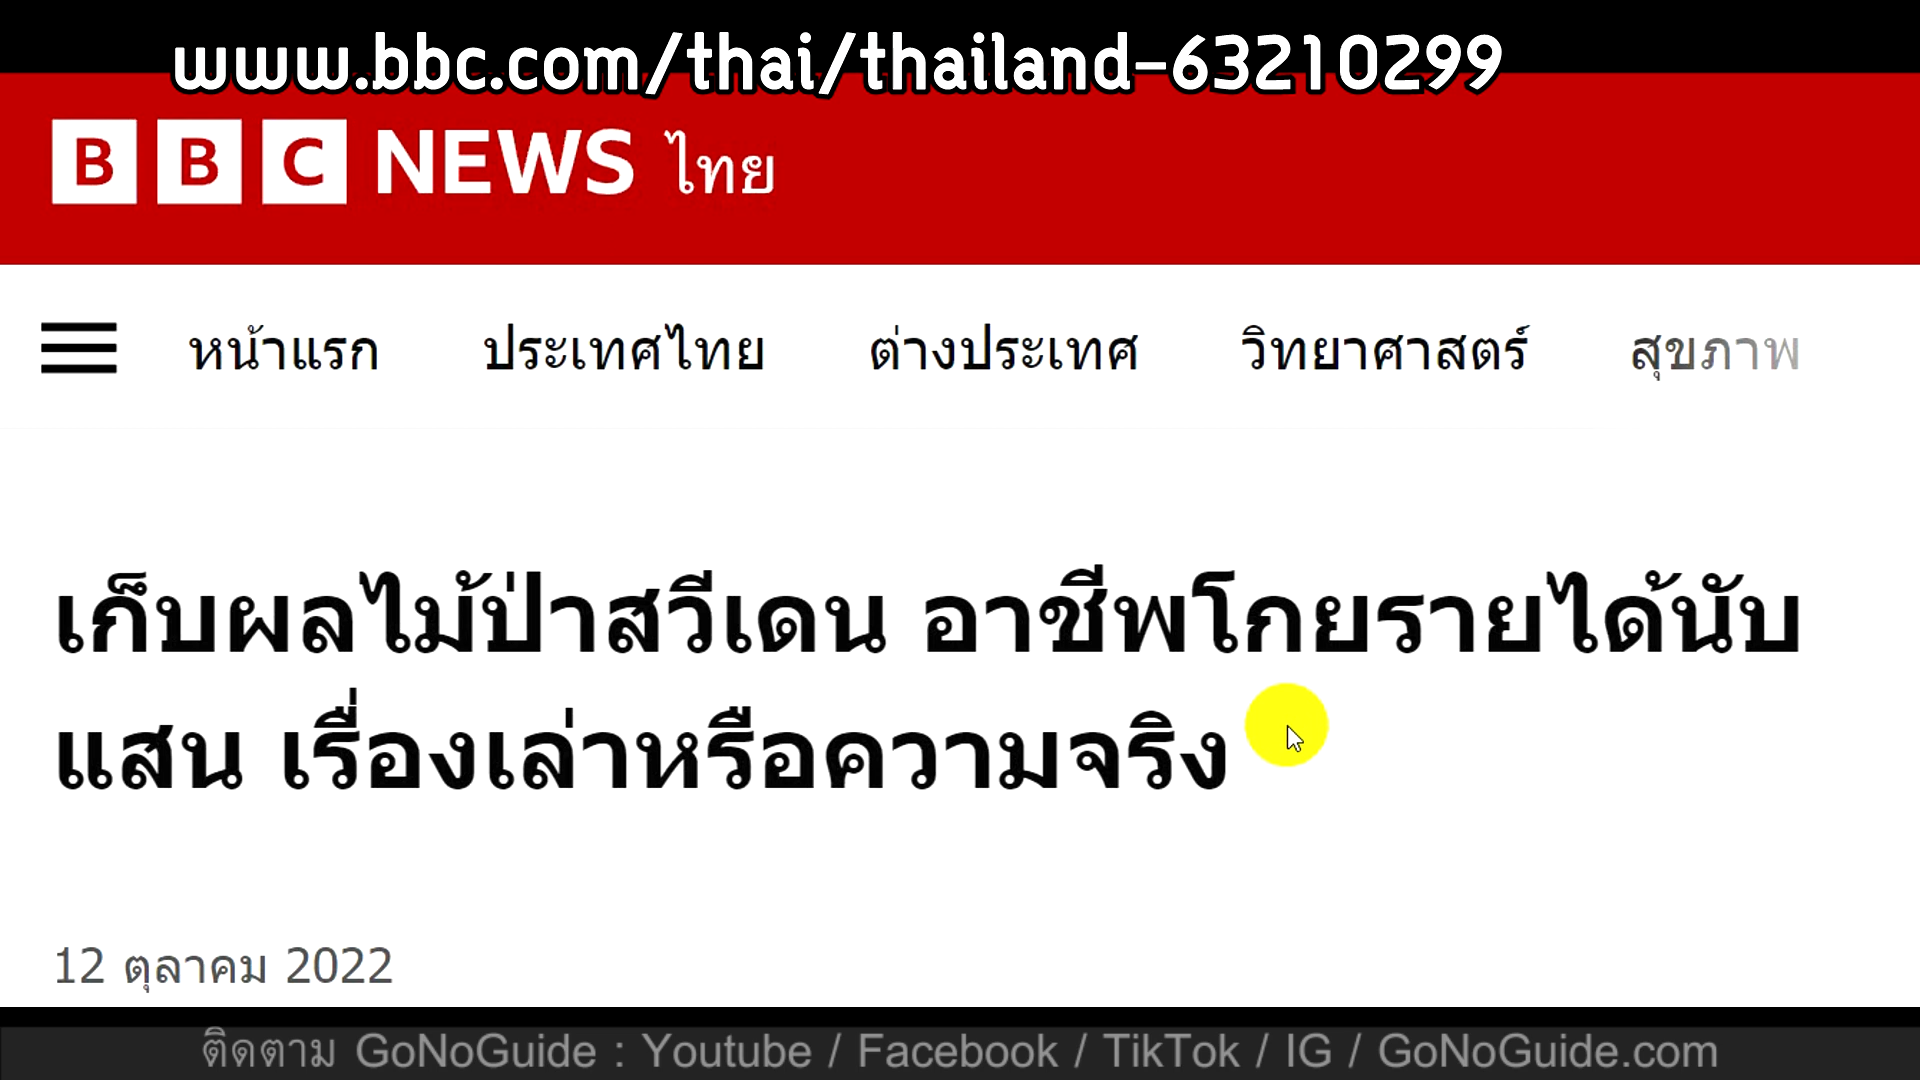 www.bbc.com/thai/thailand-63210299
BBC NEWS ไทย
หน้าแรก ประเทศไทย ต่างประเทศ วิทยาศาสตร์ สุขภาพ
เก็บผลไม้ป่าสวีเดน อาชีพโกยรายได้นับ
แสน เรื่องเล่าหรือความจริง
12 ตุลาคม 2022
ติดตาม GoNoGuide : Youtube / Facebook / TikTok / IG / GoNoGuide.com